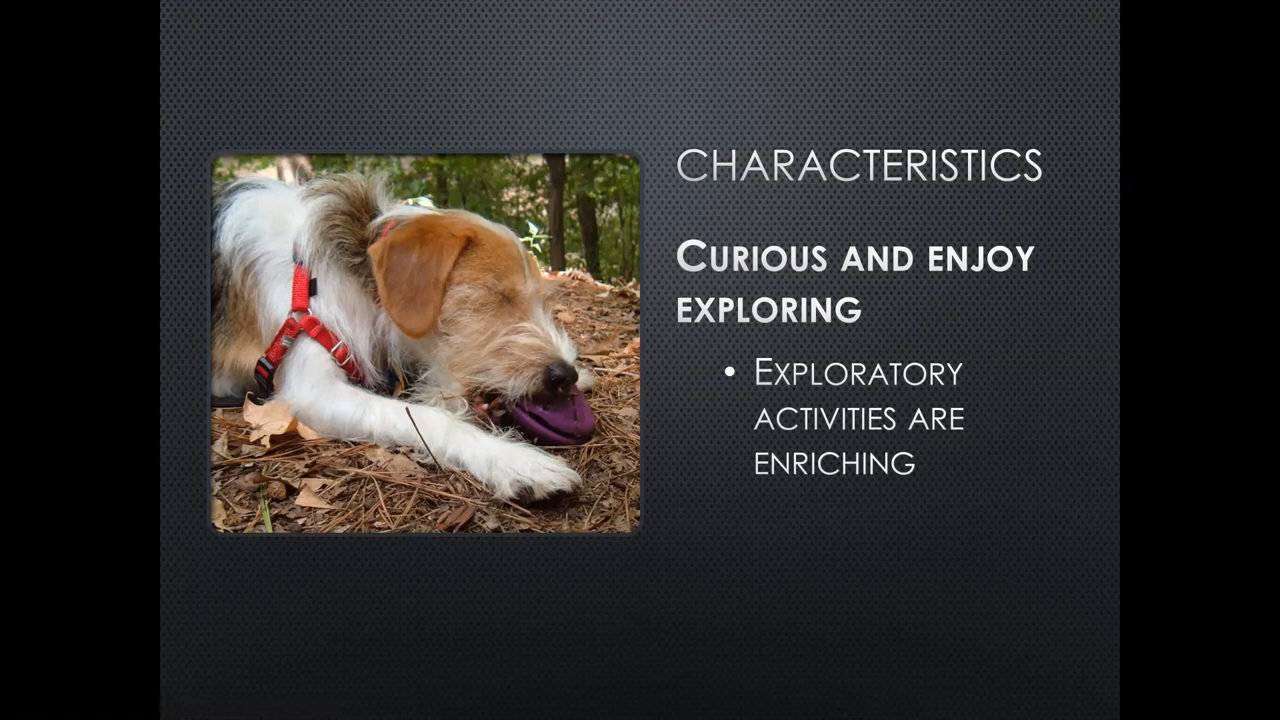 CHARACTERISTICS
CURIOUS AND ENJOY
EXPLORING
• EXPLORATORY
ACTIVITIES ARE
ENRICHING